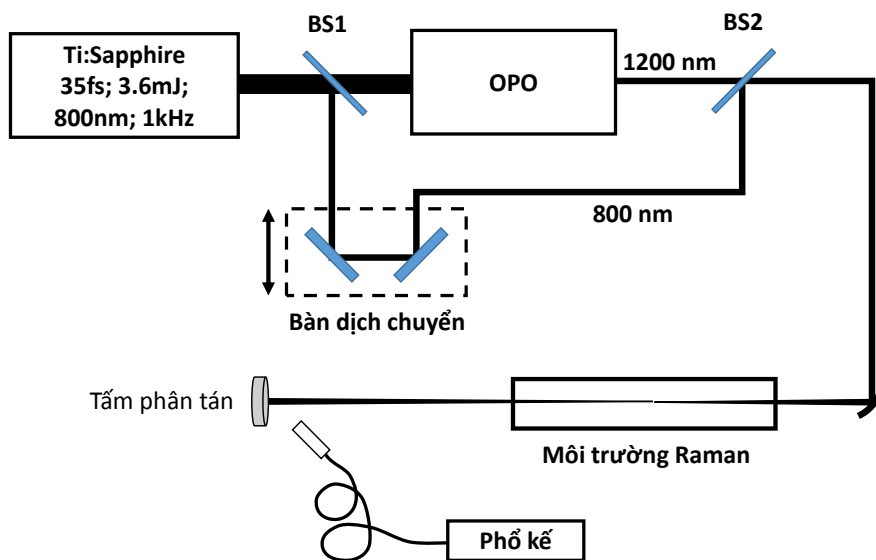 BS1
BS2
Ti:Sapphire
35fs; 3.6mJ;
800nm; 1kHz
OPO
1200 nm
800 nm
Bàn dịch chuyển
Tấm phân tán
Môi trường Raman
Phổ kế